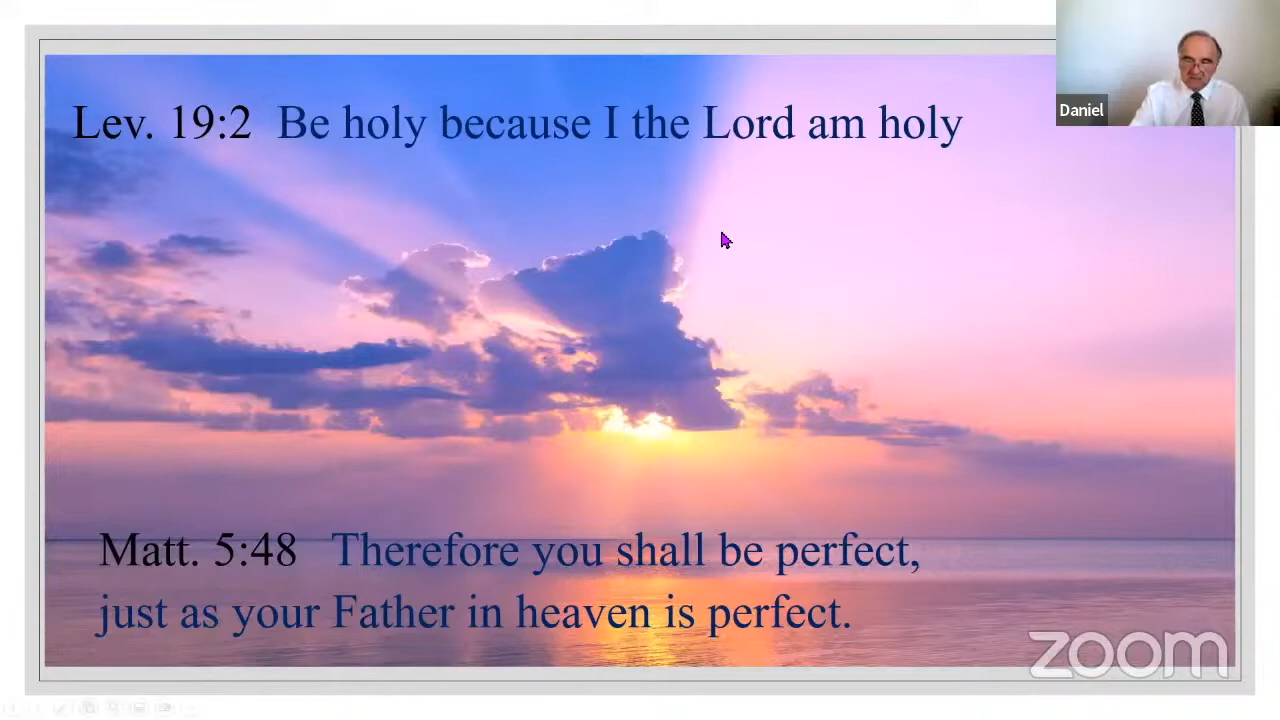 Lev. 19:2 Be holy because I the Lord am holy
Daniel
Matt. 5:48 Therefore you shall be perfect,
just as your Father in heaven is perfect.
zoom